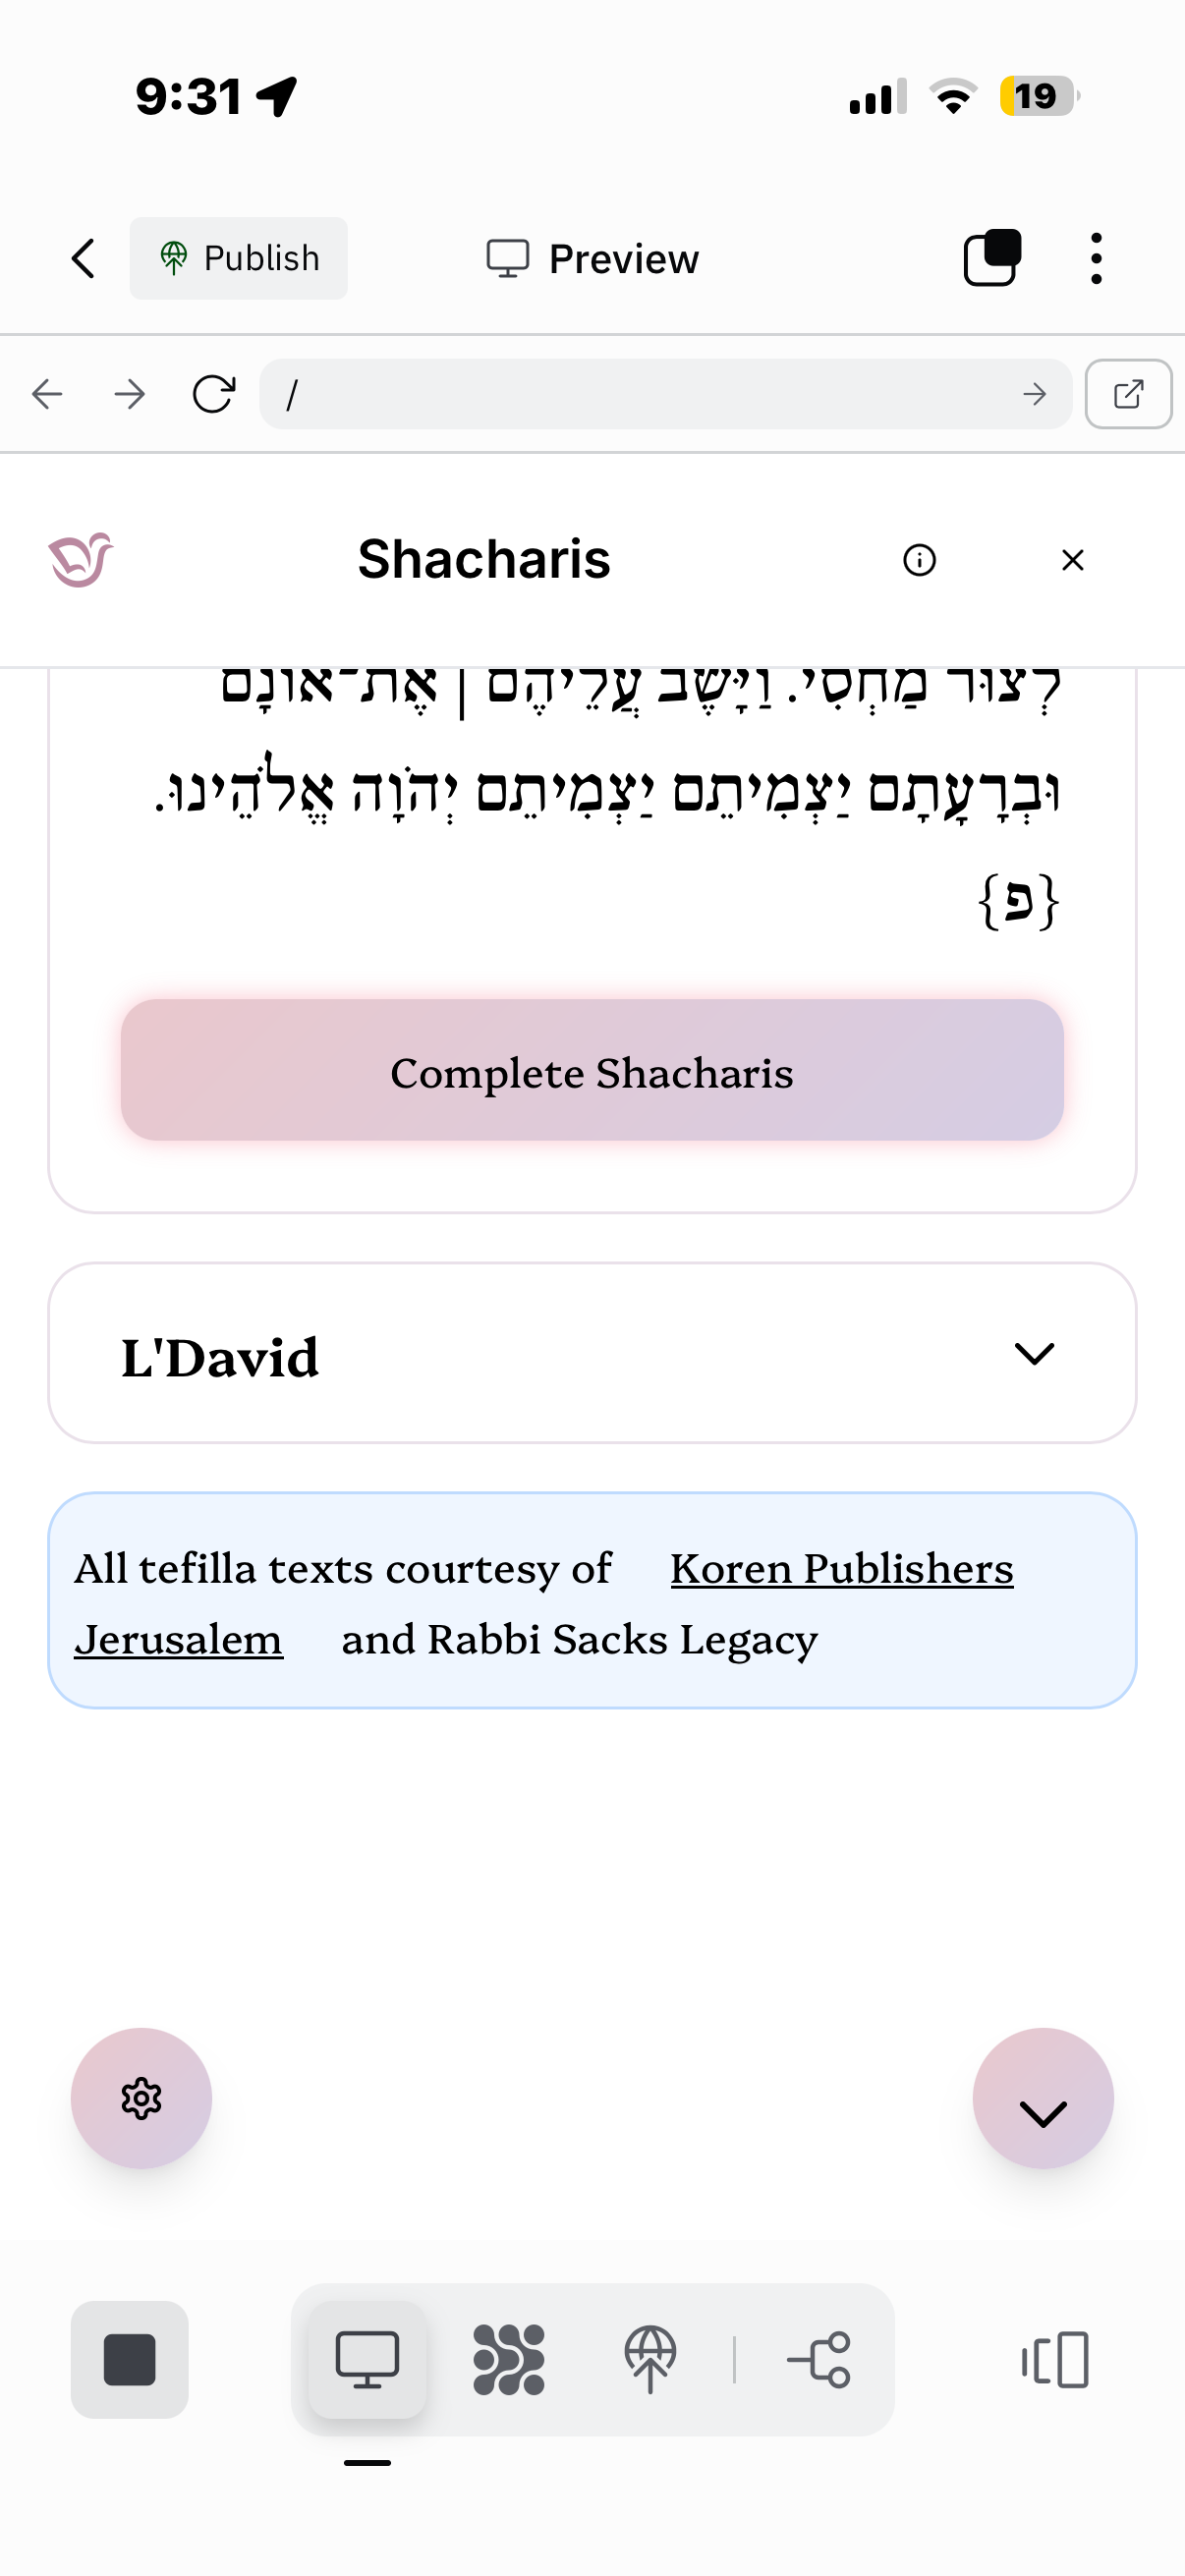 9:31
19
Publish
Preview
/
Shacharis
לְצוּר מַחְסִי. וַיָּשֶׁב עֲלֵיהֶם | אֶת־אוֹנָם
וּבְרָעָתָם יַצְמִיתֵם יַצְמִיתֵם יְהֹוָה אֱלֹהֵינוּ.
{פ}
Complete Shacharis
L'David
All tefilla texts courtesy of Koren Publishers
Jerusalem and Rabbi Sacks Legacy